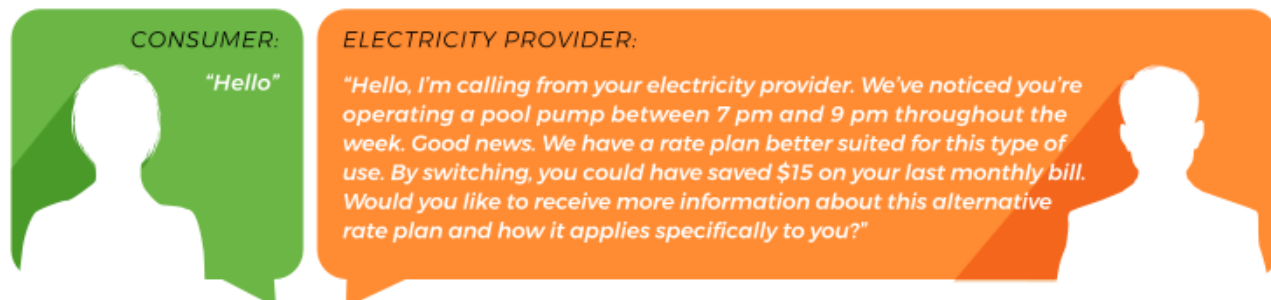 CONSUMER:
“Hello”
ELECTRICITY PROVIDER:
“Hello, I’m calling from your electricity provider. We’ve noticed you’re
operating a pool pump between 7 pm and 9 pm throughout the
week. Good news. We have a rate plan better suited for this type of
use. By switching, you could have saved $15 on your last monthly bill.
Would you like to receive more information about this alternative
rate plan and how it applies specifically to you?”